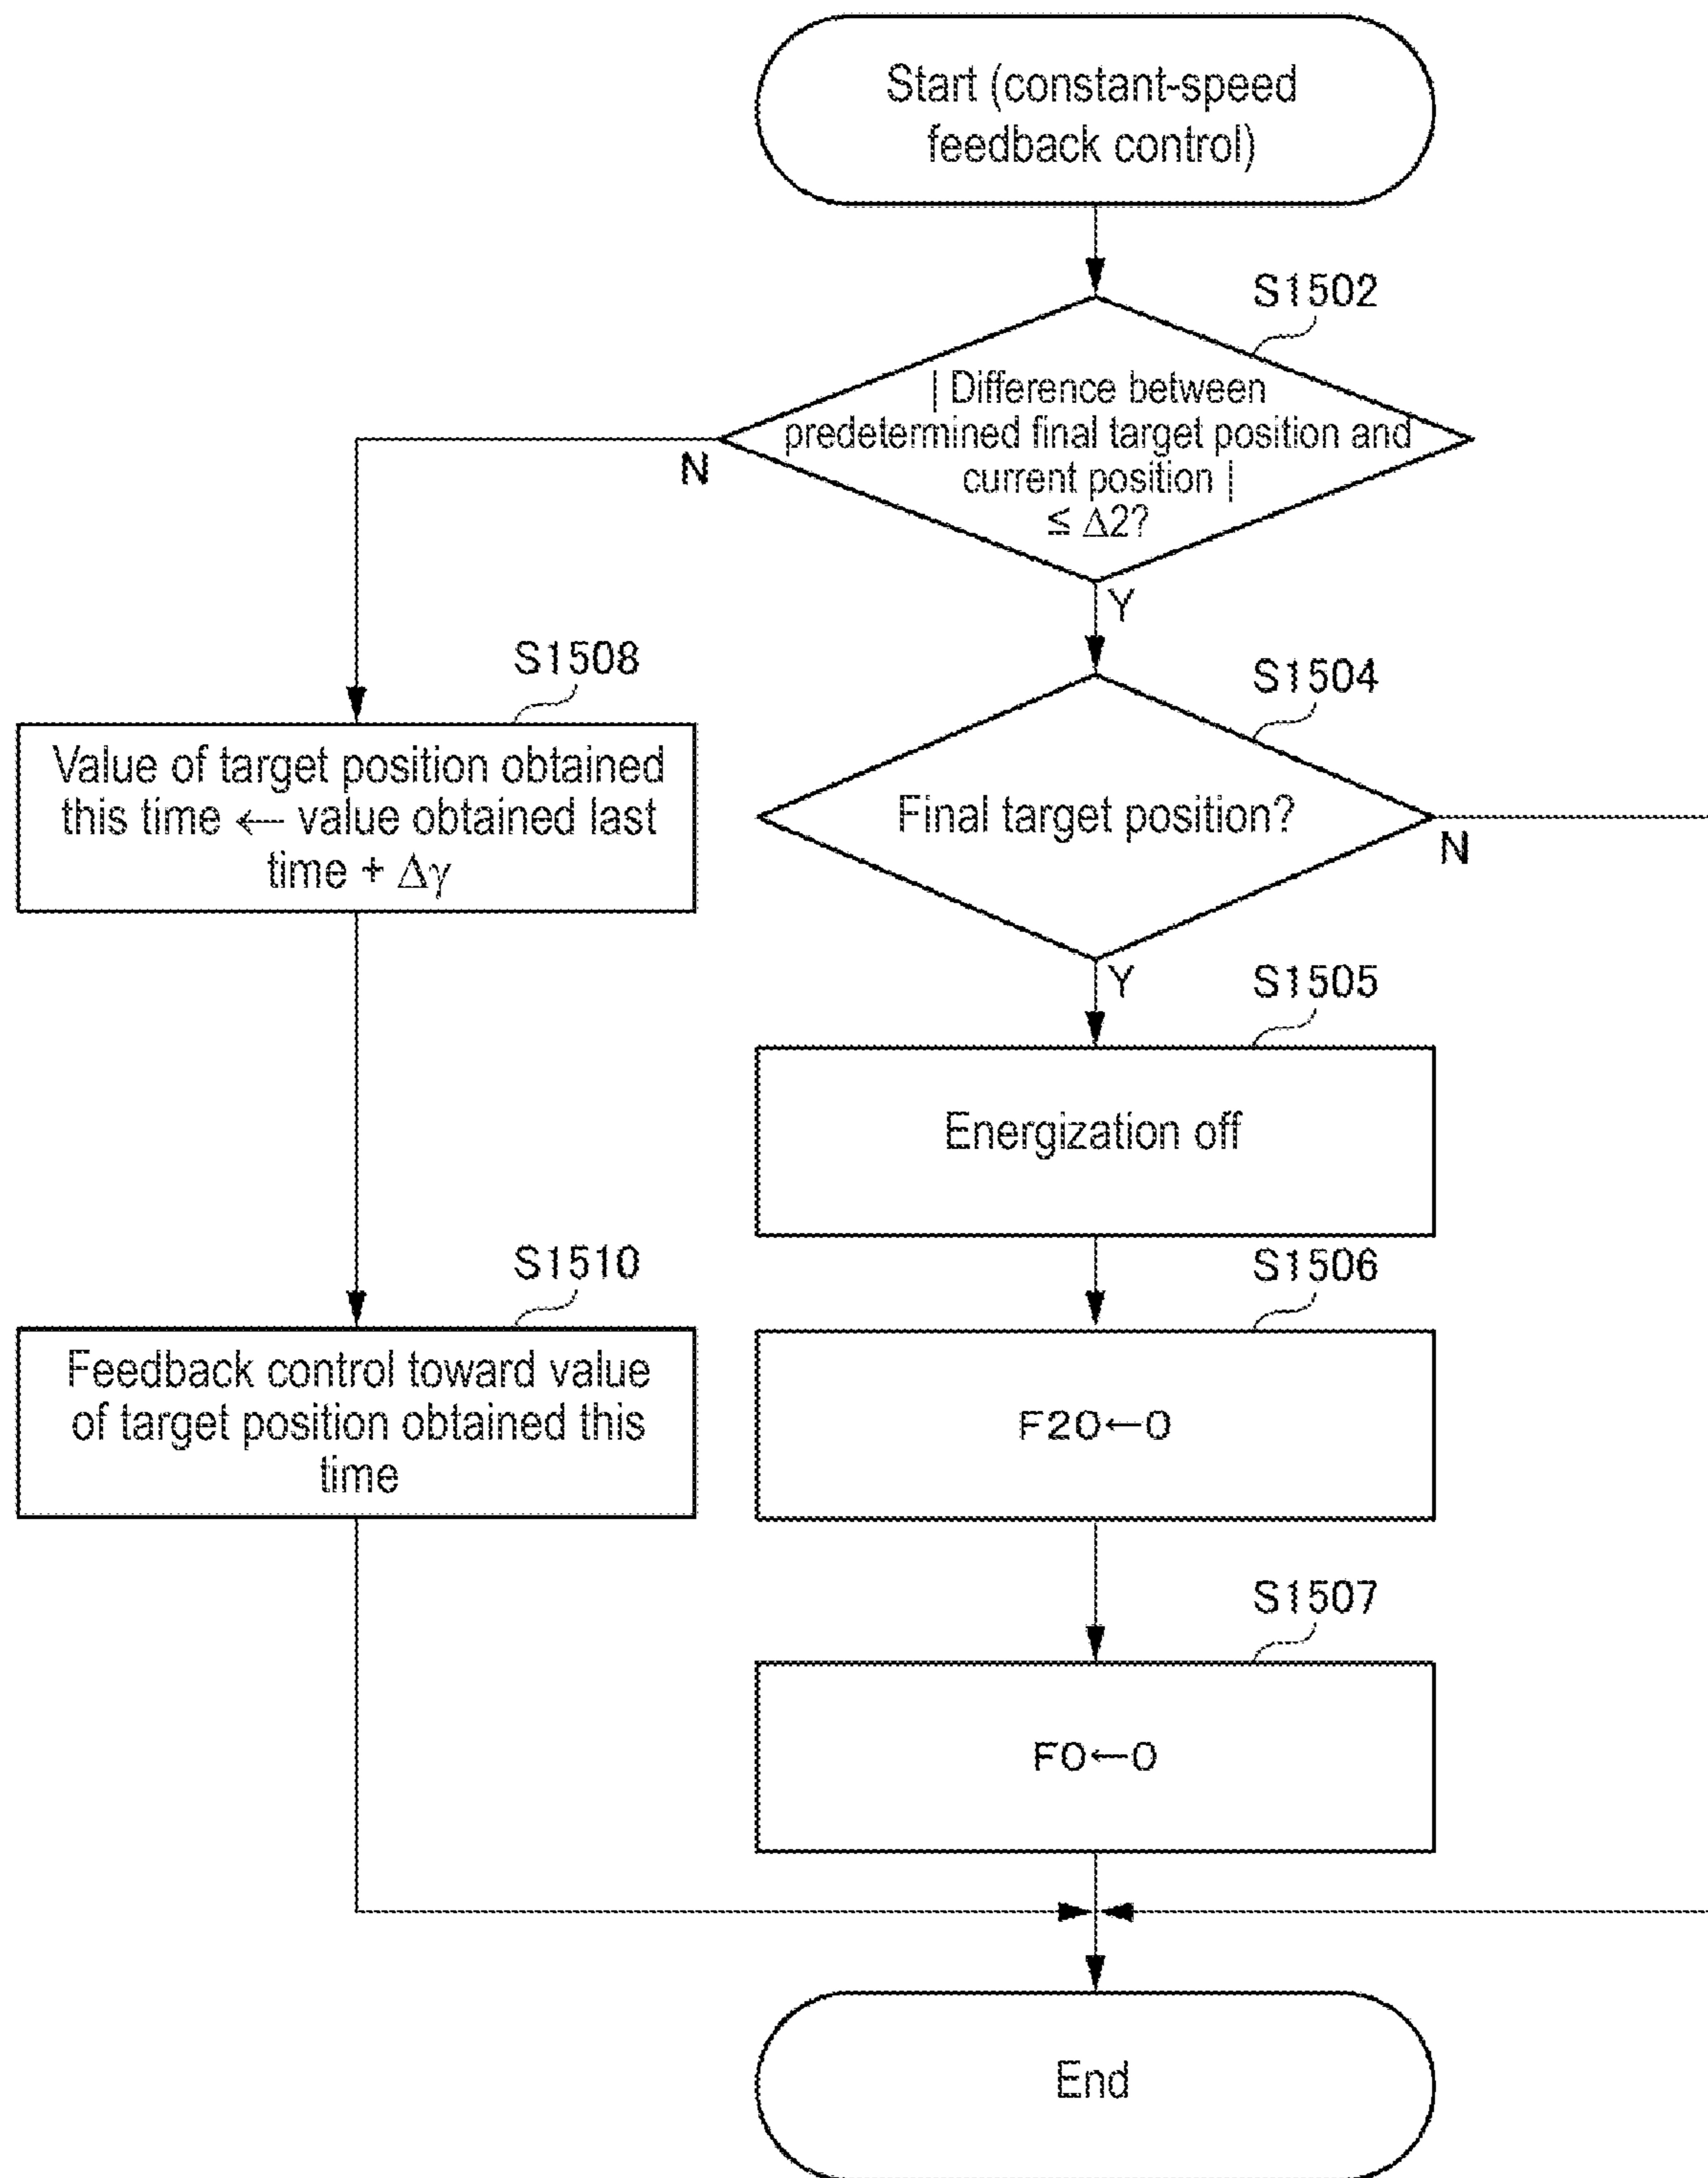 Start (constant-speed
feedback control)
S1502
| Difference between
predetermined final target position and
current position |
≤ Δ2?
N
Y
S1508
Value of target position obtained
this time ← value obtained last
time + Δγ
S1504
Final target position?
N
Y
S1505
Energization off
S1510
Feedback control toward value
of target position obtained this
time
S1506
F20←0
S1507
F0←0
End